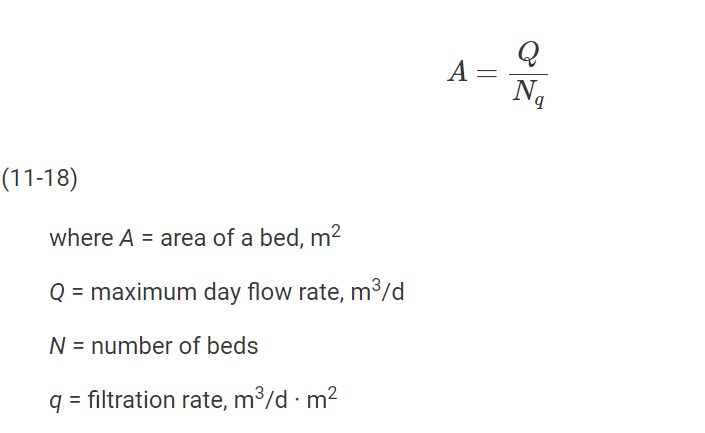 A = Q / N_q
(11-18)
where A = area of a bed, m²
Q = maximum day flow rate, m³/d
N = number of beds
q = filtration rate, m³/d · m²